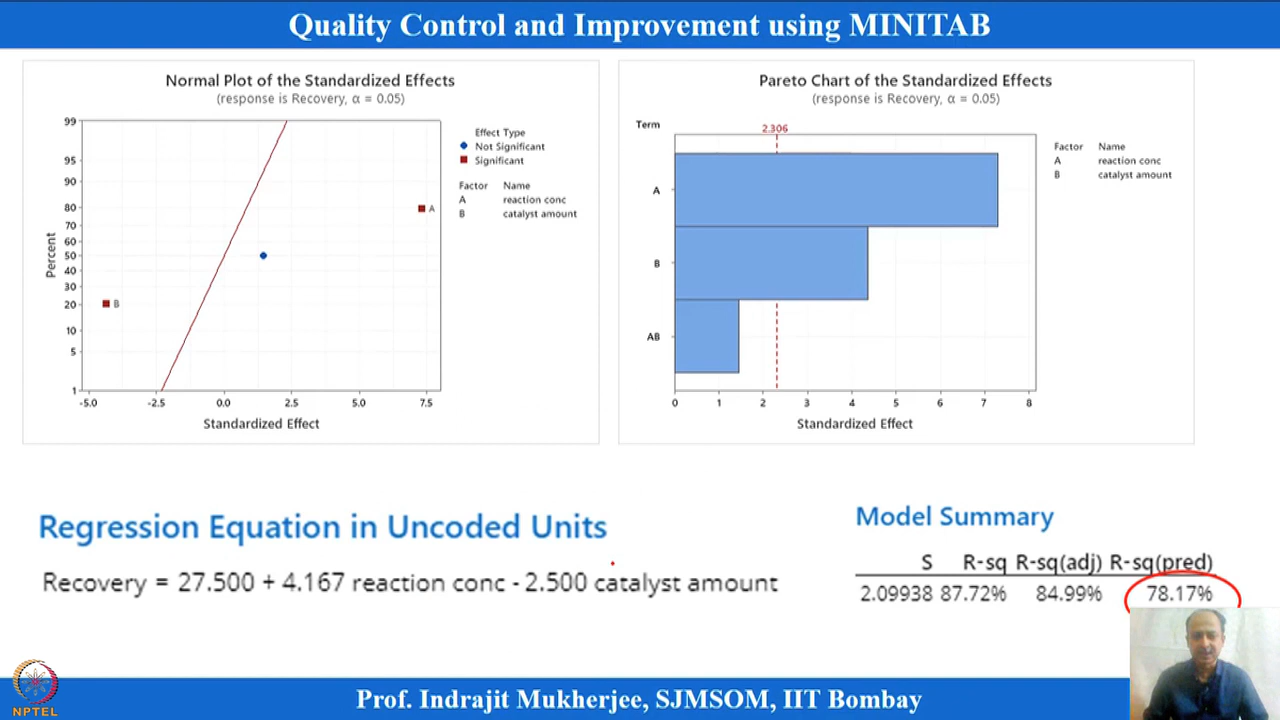 Quality Control and Improvement using MINITAB
Normal Plot of the Standardized Effects
(response is Recovery, α = 0.05)
99
95
90
80
70
60
50
40
30
20
10
5
1
Percent
A
B
-5.0 -2.5 0.0 2.5 5.0 7.5
Standardized Effect
Effect Type
Not Significant
Significant
Factor Name
A reaction conc
B catalyst amount
Pareto Chart of the Standardized Effects
(response is Recovery, α = 0.05)
Term
2.306
A
B
AB
0 1 2 3 4 5 6 7 8
Standardized Effect
Factor Name
A reaction conc
B catalyst amount
Regression Equation in Uncoded Units
Recovery = 27.500 + 4.167 reaction conc - 2.500 catalyst amount
Model Summary
S R-sq R-sq(adj) R-sq(pred)
2.09938 87.72% 84.99% 78.17%
NPTEL
Prof. Indrajit Mukherjee, SJMSOM, IIT Bombay